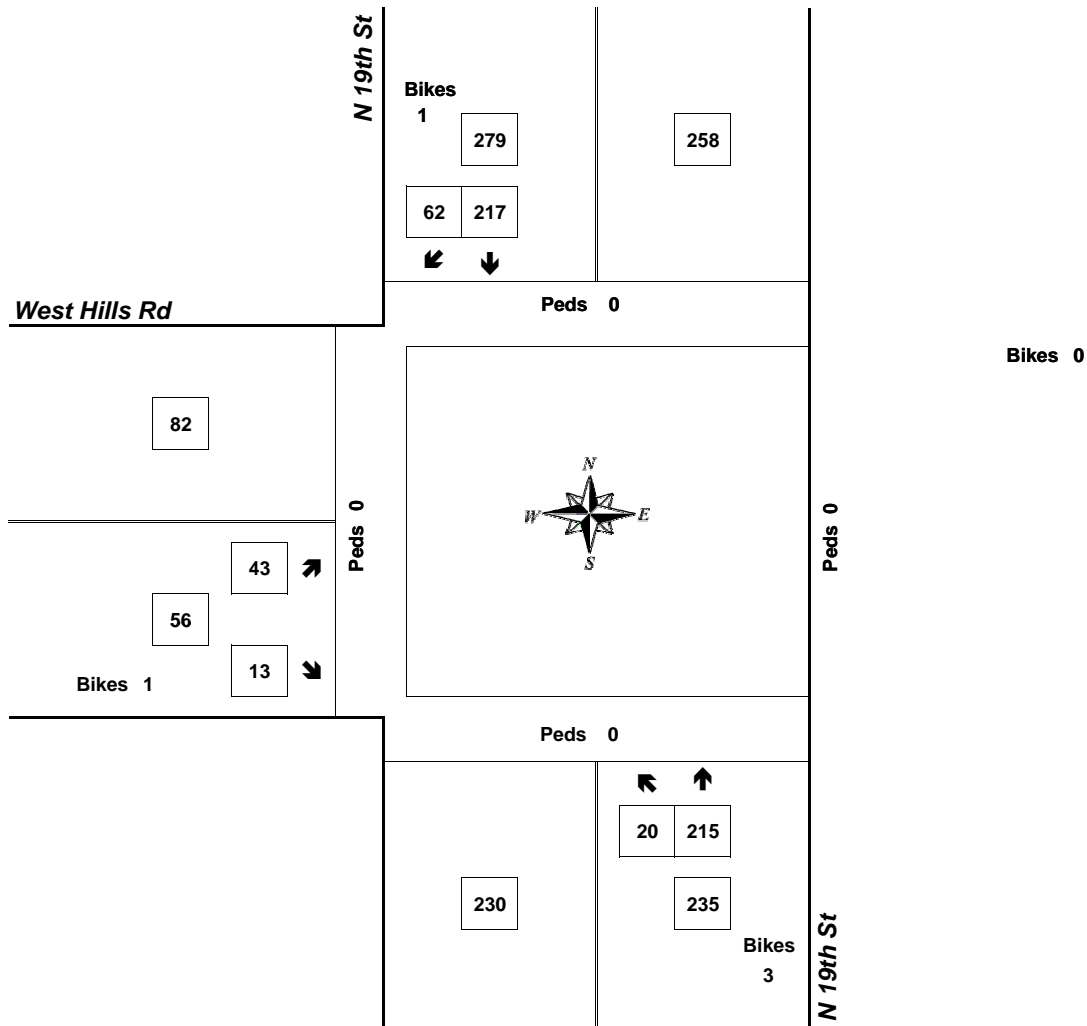 N 19th St
Bikes
1
279
258
62 217
West Hills Rd
Peds 0
Bikes 0
82
N
W E
S
Peds 0
Peds 0
43
56
13
Bikes 1
Peds 0
20 215
230
235
Bikes
3
N 19th St